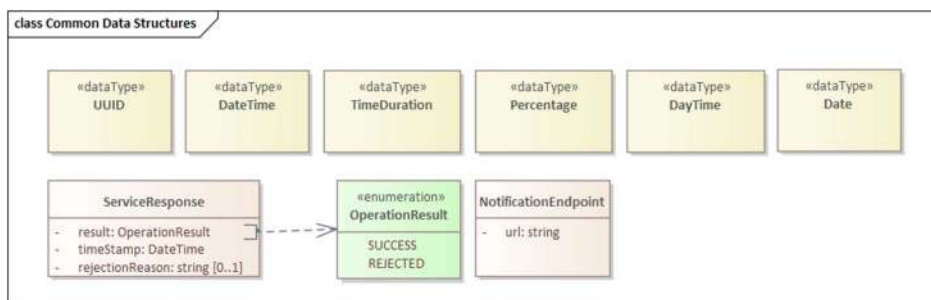 class Common Data Structures
«dataType»
UUID
«dataType»
DateTime
«dataType»
TimeDuration
«dataType»
Percentage
«dataType»
DayTime
«dataType»
Date
ServiceResponse
- result: OperationResult
- timeStamp: DateTime
- rejectionReason: string [0..1]
«enumeration»
OperationResult
SUCCESS
REJECTED
NotificationEndpoint
- url: string